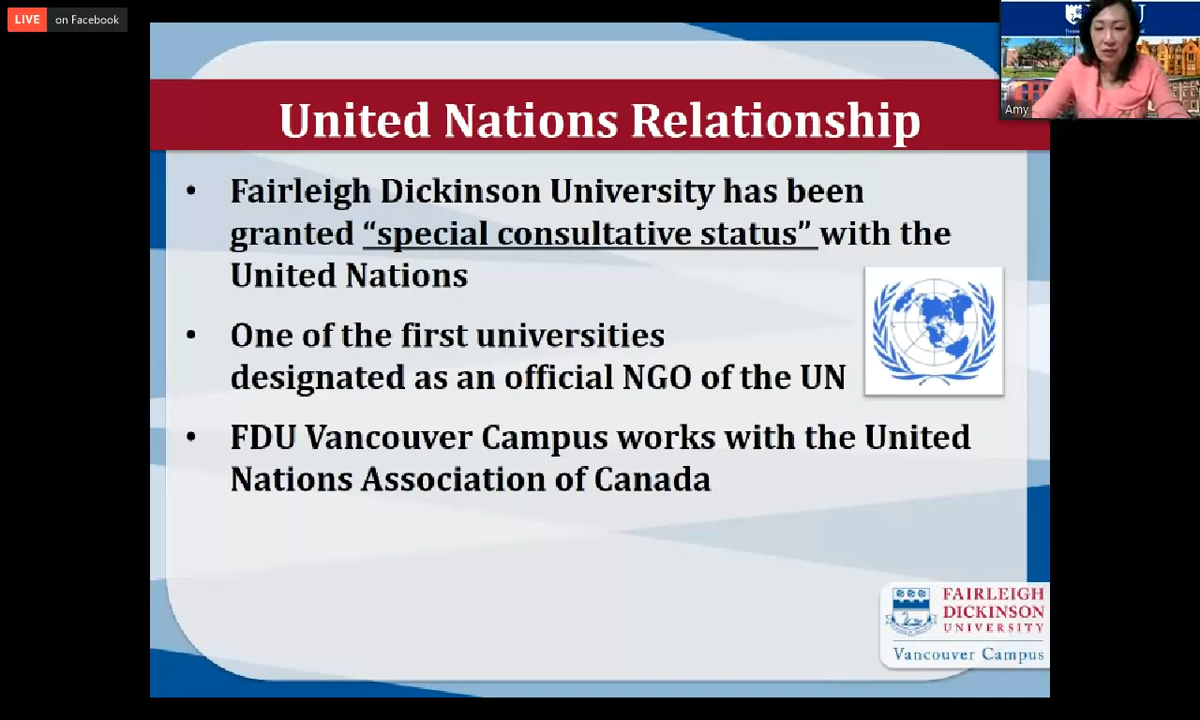 LIVE on Facebook
United Nations Relationship
• Fairleigh Dickinson University has been
granted “special consultative status” with the
United Nations
• One of the first universities
designated as an official NGO of the UN
• FDU Vancouver Campus works with the United
Nations Association of Canada
Amy
FAIRLEIGH
DICKINSON
UNIVERSITY
Vancouver Campus